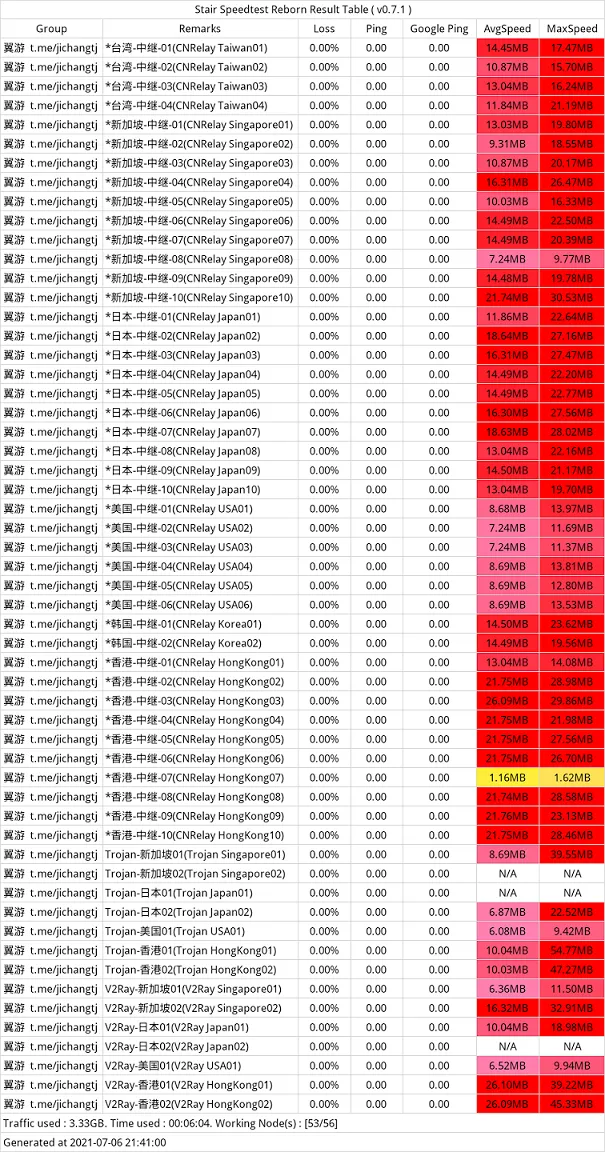 Stair Speedtest Reborn Result Table ( v0.7.1 )
Group Remarks Loss Ping Google Ping AvgSpeed MaxSpeed
翼游 t.me/jichangtj *台湾-中继-01(CNRelay Taiwan01) 0.00% 0.00 0.00 14.45MB 17.47MB
翼游 t.me/jichangtj *台湾-中继-02(CNRelay Taiwan02) 0.00% 0.00 0.00 10.87MB 15.70MB
翼游 t.me/jichangtj *台湾-中继-03(CNRelay Taiwan03) 0.00% 0.00 0.00 13.04MB 16.24MB
翼游 t.me/jichangtj *台湾-中继-04(CNRelay Taiwan04) 0.00% 0.00 0.00 11.84MB 21.19MB
翼游 t.me/jichangtj *新加坡-中继-01(CNRelay Singapore01) 0.00% 0.00 0.00 13.03MB 19.80MB
翼游 t.me/jichangtj *新加坡-中继-02(CNRelay Singapore02) 0.00% 0.00 0.00 9.31MB 18.55MB
翼游 t.me/jichangtj *新加坡-中继-03(CNRelay Singapore03) 0.00% 0.00 0.00 10.87MB 20.17MB
翼游 t.me/jichangtj *新加坡-中继-04(CNRelay Singapore04) 0.00% 0.00 0.00 16.31MB 26.47MB
翼游 t.me/jichangtj *新加坡-中继-05(CNRelay Singapore05) 0.00% 0.00 0.00 10.03MB 16.33MB
翼游 t.me/jichangtj *新加坡-中继-06(CNRelay Singapore06) 0.00% 0.00 0.00 14.49MB 22.50MB
翼游 t.me/jichangtj *新加坡-中继-07(CNRelay Singapore07) 0.00% 0.00 0.00 14.49MB 20.39MB
翼游 t.me/jichangtj *新加坡-中继-08(CNRelay Singapore08) 0.00% 0.00 0.00 7.24MB 9.77MB
翼游 t.me/jichangtj *新加坡-中继-09(CNRelay Singapore09) 0.00% 0.00 0.00 14.48MB 19.78MB
翼游 t.me/jichangtj *新加坡-中继-10(CNRelay Singapore10) 0.00% 0.00 0.00 21.74MB 30.53MB
翼游 t.me/jichangtj *日本-中继-01(CNRelay Japan01) 0.00% 0.00 0.00 11.86MB 22.64MB
翼游 t.me/jichangtj *日本-中继-02(CNRelay Japan02) 0.00% 0.00 0.00 18.64MB 27.16MB
翼游 t.me/jichangtj *日本-中继-03(CNRelay Japan03) 0.00% 0.00 0.00 16.31MB 27.47MB
翼游 t.me/jichangtj *日本-中继-04(CNRelay Japan04) 0.00% 0.00 0.00 14.49MB 22.20MB
翼游 t.me/jichangtj *日本-中继-05(CNRelay Japan05) 0.00% 0.00 0.00 14.49MB 22.77MB
翼游 t.me/jichangtj *日本-中继-06(CNRelay Japan06) 0.00% 0.00 0.00 16.30MB 27.56MB
翼游 t.me/jichangtj *日本-中继-07(CNRelay Japan07) 0.00% 0.00 0.00 18.63MB 28.02MB
翼游 t.me/jichangtj *日本-中继-08(CNRelay Japan08) 0.00% 0.00 0.00 13.04MB 22.16MB
翼游 t.me/jichangtj *日本-中继-09(CNRelay Japan09) 0.00% 0.00 0.00 14.50MB 21.17MB
翼游 t.me/jichangtj *日本-中继-10(CNRelay Japan10) 0.00% 0.00 0.00 13.04MB 19.70MB
翼游 t.me/jichangtj *美国-中继-01(CNRelay USA01) 0.00% 0.00 0.00 8.68MB 13.97MB
翼游 t.me/jichangtj *美国-中继-02(CNRelay USA02) 0.00% 0.00 0.00 7.24MB 11.69MB
翼游 t.me/jichangtj *美国-中继-03(CNRelay USA03) 0.00% 0.00 0.00 7.24MB 11.37MB
翼游 t.me/jichangtj *美国-中继-04(CNRelay USA04) 0.00% 0.00 0.00 8.69MB 13.81MB
翼游 t.me/jichangtj *美国-中继-05(CNRelay USA05) 0.00% 0.00 0.00 8.69MB 12.80MB
翼游 t.me/jichangtj *美国-中继-06(CNRelay USA06) 0.00% 0.00 0.00 8.69MB 13.53MB
翼游 t.me/jichangtj *韩国-中继-01(CNRelay Korea01) 0.00% 0.00 0.00 14.50MB 23.62MB
翼游 t.me/jichangtj *韩国-中继-02(CNRelay Korea02) 0.00% 0.00 0.00 14.49MB 19.56MB
翼游 t.me/jichangtj *香港-中继-01(CNRelay HongKong01) 0.00% 0.00 0.00 13.04MB 14.08MB
翼游 t.me/jichangtj *香港-中继-02(CNRelay HongKong02) 0.00% 0.00 0.00 21.75MB 28.98MB
翼游 t.me/jichangtj *香港-中继-03(CNRelay HongKong03) 0.00% 0.00 0.00 26.09MB 29.86MB
翼游 t.me/jichangtj *香港-中继-04(CNRelay HongKong04) 0.00% 0.00 0.00 21.75MB 21.98MB
翼游 t.me/jichangtj *香港-中继-05(CNRelay HongKong05) 0.00% 0.00 0.00 21.75MB 27.56MB
翼游 t.me/jichangtj *香港-中继-06(CNRelay HongKong06) 0.00% 0.00 0.00 21.75MB 26.70MB
翼游 t.me/jichangtj *香港-中继-07(CNRelay HongKong07) 0.00% 0.00 0.00 1.16MB 1.62MB
翼游 t.me/jichangtj *香港-中继-08(CNRelay HongKong08) 0.00% 0.00 0.00 21.74MB 28.58MB
翼游 t.me/jichangtj *香港-中继-09(CNRelay HongKong09) 0.00% 0.00 0.00 21.76MB 23.13MB
翼游 t.me/jichangtj *香港-中继-10(CNRelay HongKong10) 0.00% 0.00 0.00 21.75MB 28.46MB
翼游 t.me/jichangtj Trojan-新加坡01(Trojan Singapore01) 0.00% 0.00 0.00 8.69MB 39.55MB
翼游 t.me/jichangtj Trojan-新加坡02(Trojan Singapore02) 0.00% 0.00 0.00 N/A N/A
翼游 t.me/jichangtj Trojan-日本01(Trojan Japan01) 0.00% 0.00 0.00 N/A N/A
翼游 t.me/jichangtj Trojan-日本02(Trojan Japan02) 0.00% 0.00 0.00 6.87MB 22.52MB
翼游 t.me/jichangtj Trojan-美国01(Trojan USA01) 0.00% 0.00 0.00 6.08MB 9.42MB
翼游 t.me/jichangtj Trojan-香港01(Trojan HongKong01) 0.00% 0.00 0.00 10.04MB 54.77MB
翼游 t.me/jichangtj Trojan-香港02(Trojan HongKong02) 0.00% 0.00 0.00 10.03MB 47.27MB
翼游 t.me/jichangtj V2Ray-新加坡01(V2Ray Singapore01) 0.00% 0.00 0.00 6.36MB 11.50MB
翼游 t.me/jichangtj V2Ray-新加坡02(V2Ray Singapore02) 0.00% 0.00 0.00 16.32MB 32.91MB
翼游 t.me/jichangtj V2Ray-日本01(V2Ray Japan01) 0.00% 0.00 0.00 10.04MB 18.98MB
翼游 t.me/jichangtj V2Ray-日本02(V2Ray Japan02) 0.00% 0.00 0.00 N/A N/A
翼游 t.me/jichangtj V2Ray-美国01(V2Ray USA01) 0.00% 0.00 0.00 6.52MB 9.94MB
翼游 t.me/jichangtj V2Ray-香港01(V2Ray HongKong01) 0.00% 0.00 0.00 26.10MB 39.22MB
翼游 t.me/jichangtj V2Ray-香港02(V2Ray HongKong02) 0.00% 0.00 0.00 26.09MB 45.33MB
Traffic used : 3.33GB. Time used : 00:06:04. Working Node(s) : [53/56]
Generated at 2021-07-06 21:41:00